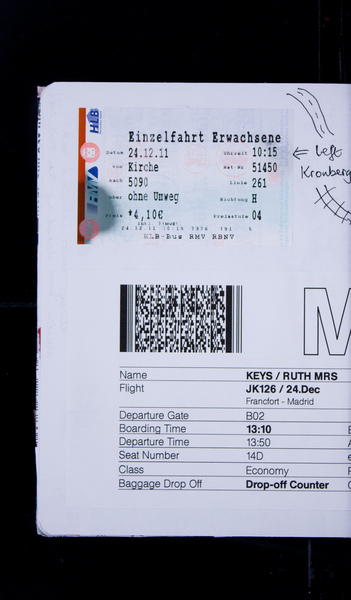 HLB
Einzelfahrt Erwachsene
Datum 24.12.11 Uhrzeit 10:15
von Kirche Hst-Nr 51450
nach 5090 Linie 261
über ohne Umweg Richtung H
Preis *4,10€ Preisstufe 04
HLB-Bus RMV RBNV
← left
Kronberg
M
Name KEYS / RUTH MRS
Flight JK126 / 24.Dec
Francfort - Madrid
Departure Gate B02
Boarding Time 13:10
Departure Time 13:50
Seat Number 14D
Class Economy
Baggage Drop Off Drop-off Counter